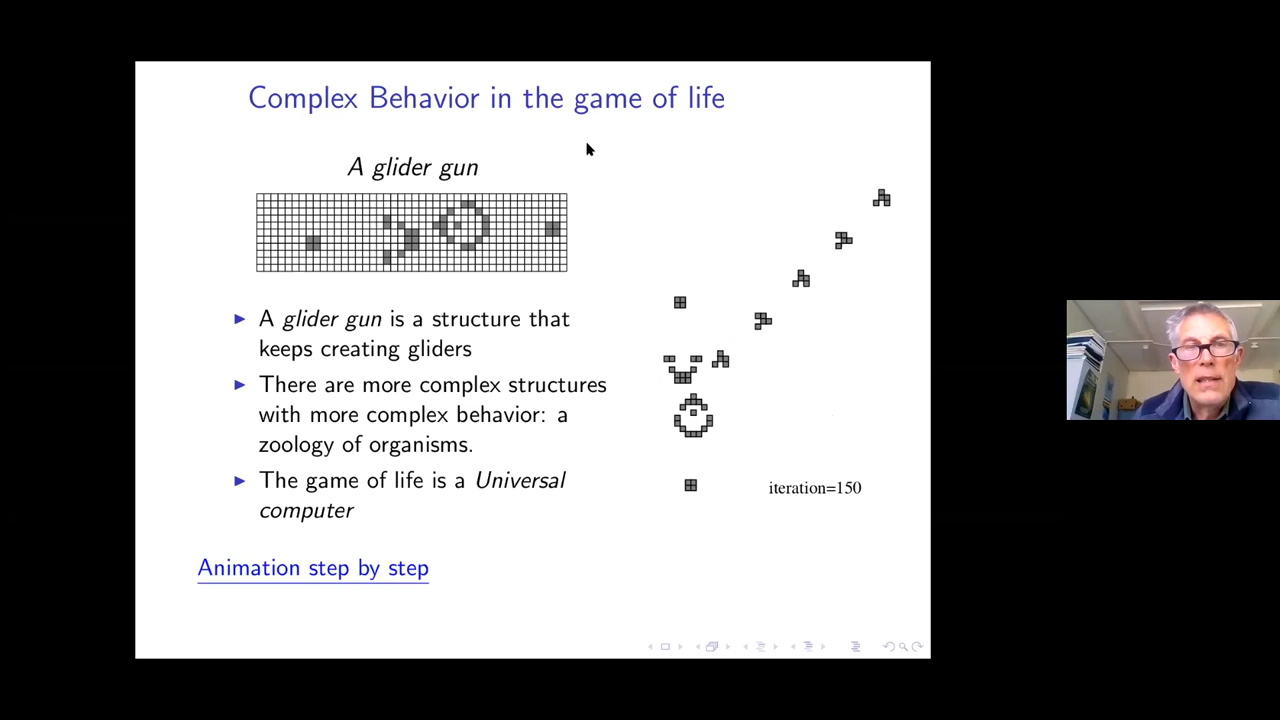 Complex Behavior in the game of life
A glider gun
▶ A glider gun is a structure that
keeps creating gliders
▶ There are more complex structures
with more complex behavior: a
zoology of organisms.
▶ The game of life is a Universal
computer
iteration=150
Animation step by step